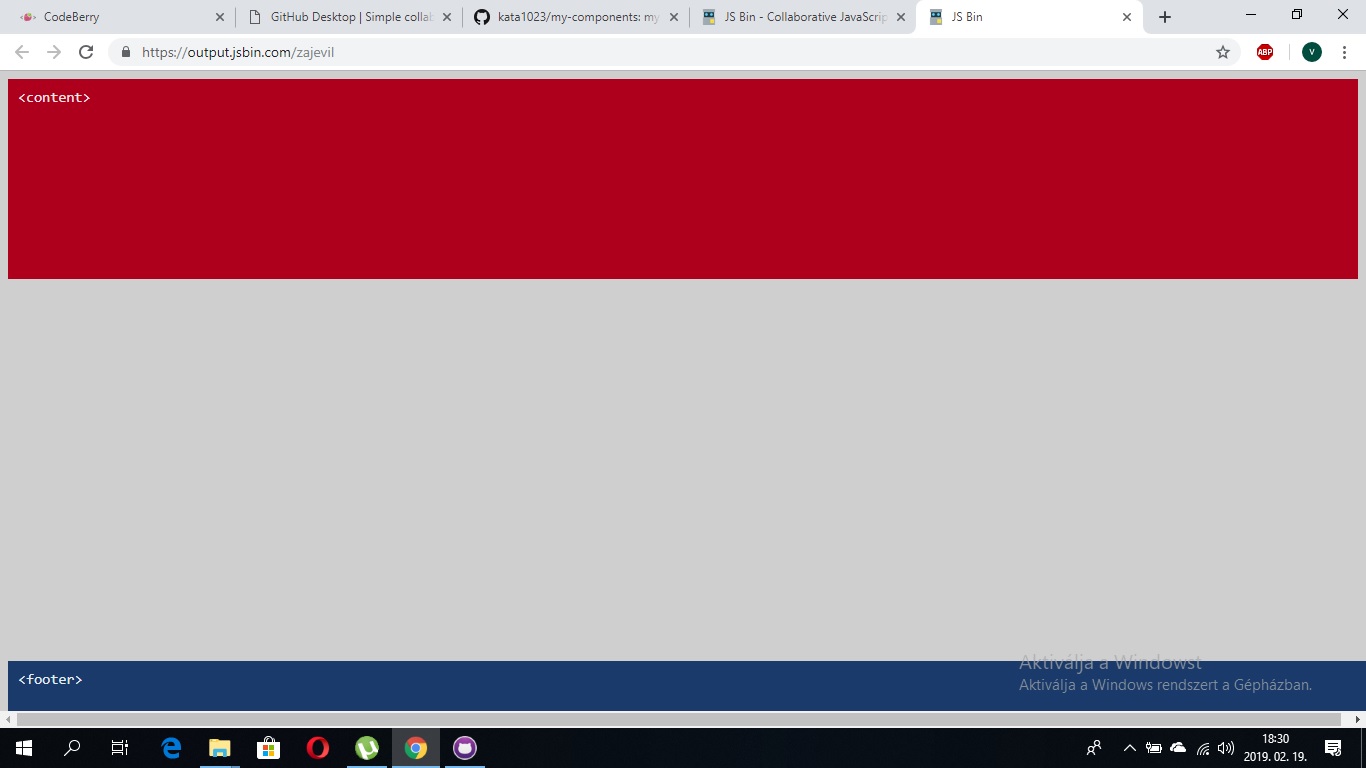 CodeBerry
GitHub Desktop | Simple collab
kata1023/my-components: my
JS Bin - Collaborative JavaScrip
JS Bin
https://output.jsbin.com/zajevil
ABP
V
<content>
Aktiválja a Windowst
Aktiválja a Windows rendszert a Gépházban.
<footer>
18:30
2019. 02. 19.